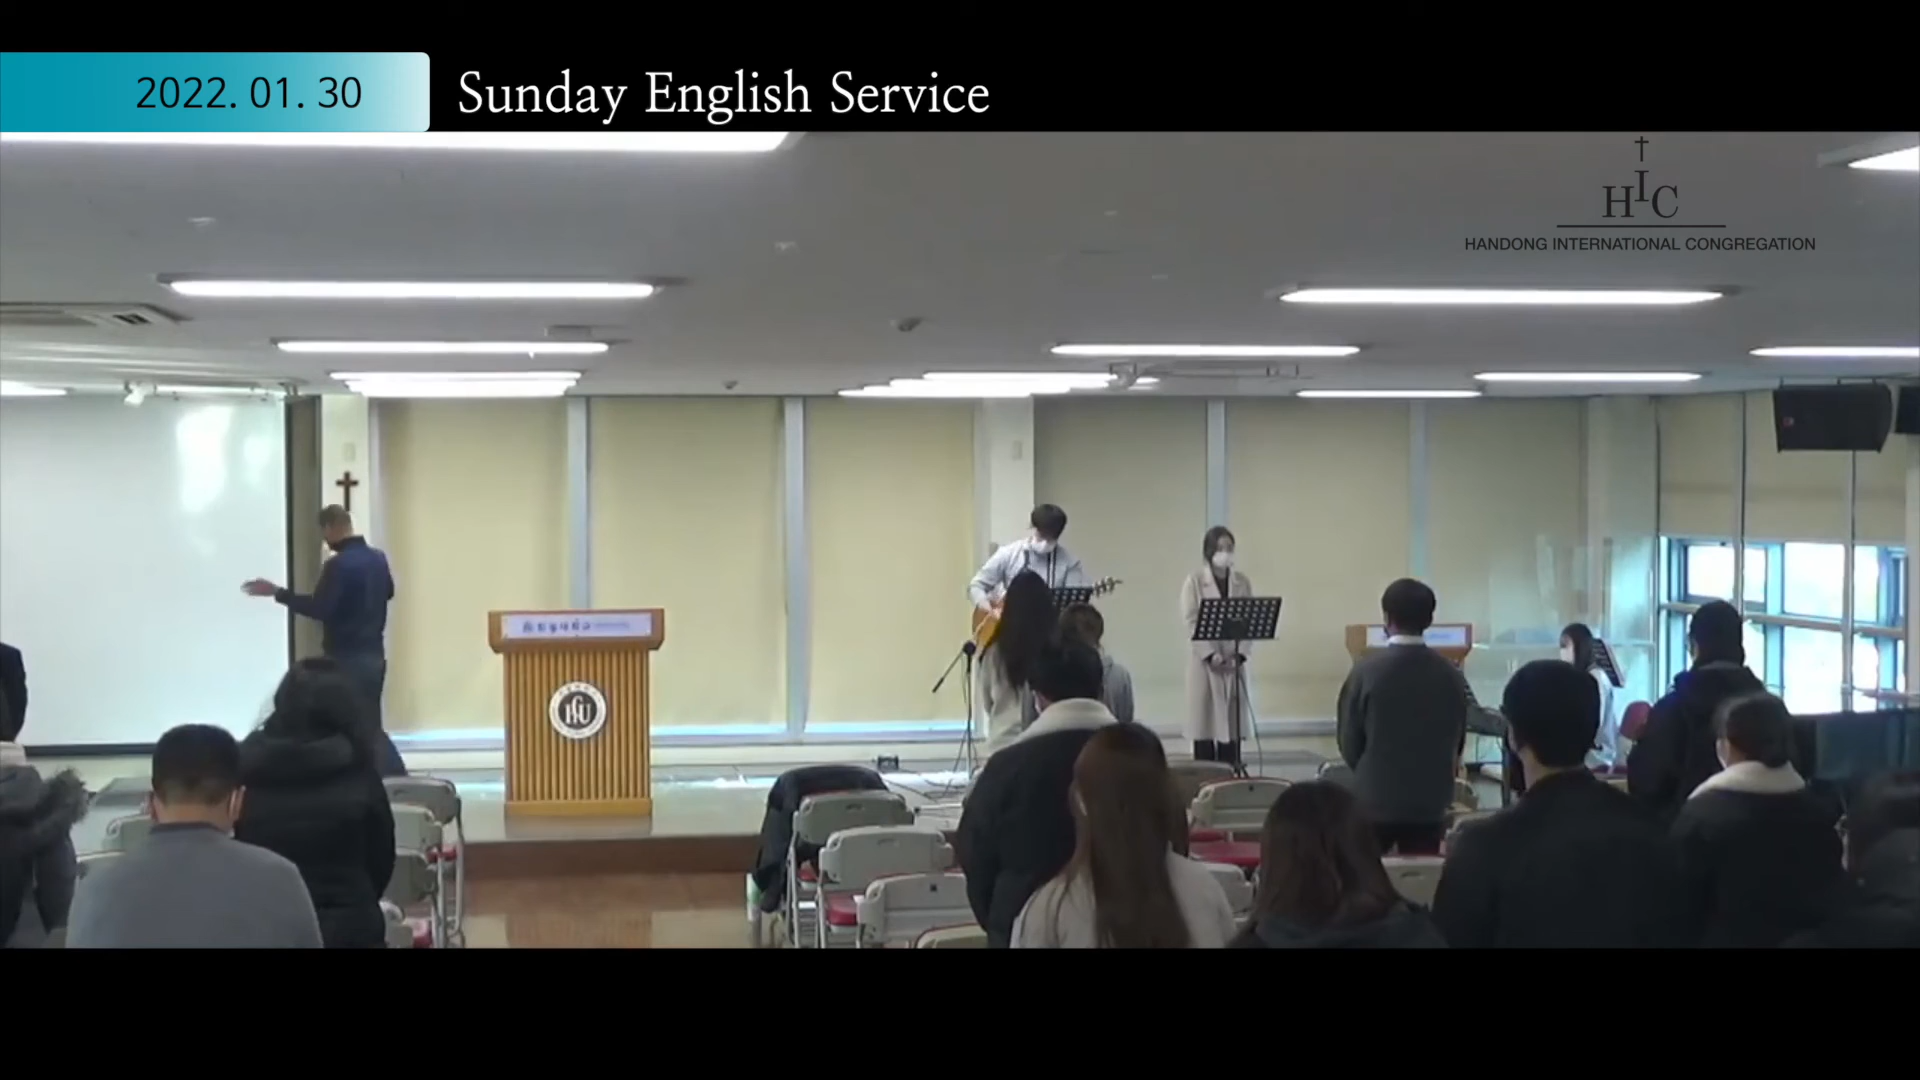 2022. 01. 30
Sunday English Service
HIC
HANDONG INTERNATIONAL CONGREGATION